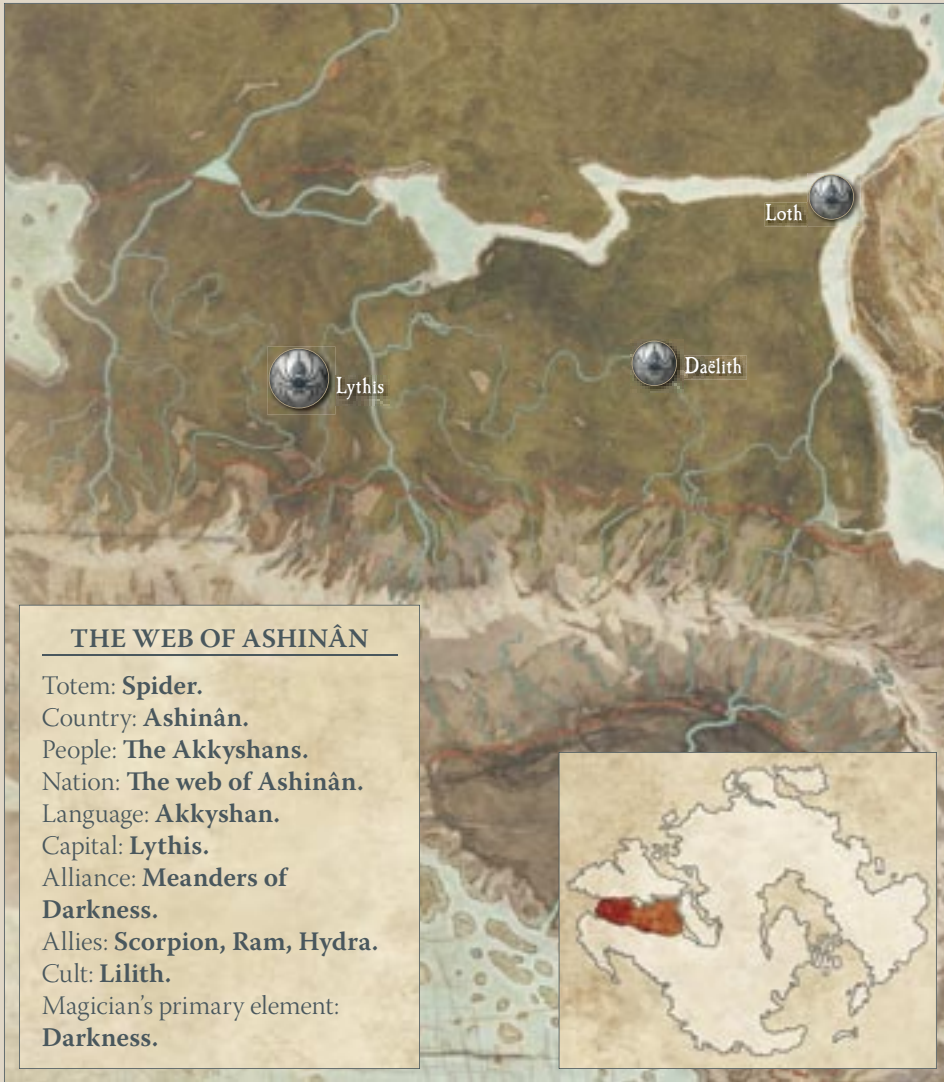 Loth
Daëlith
Lythis
THE WEB OF ASHINÂN
Totem: Spider.
Country: Ashinân.
People: The Akkyshans.
Nation: The web of Ashinân.
Language: Akkyshan.
Capital: Lythis.
Alliance: Meanders of
Darkness.
Allies: Scorpion, Ram, Hydra.
Cult: Lilith.
Magician’s primary element:
Darkness.